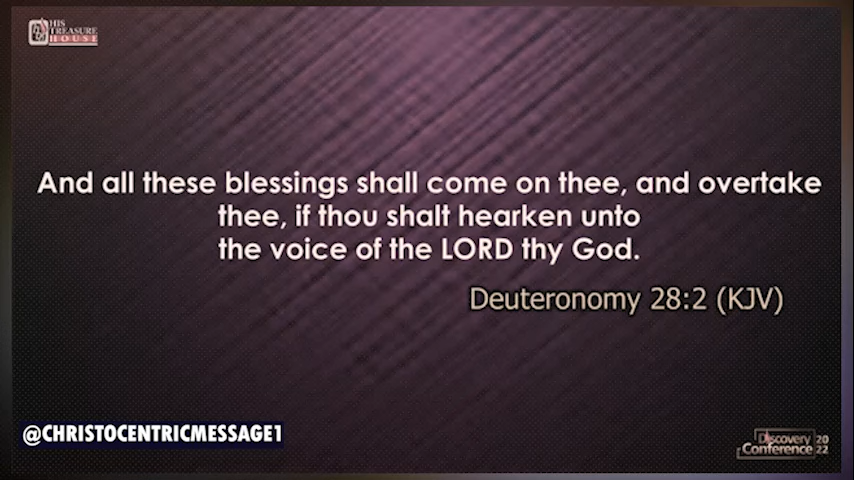 HIS
TREASURE
HOUSE
And all these blessings shall come on thee, and overtake
thee, if thou shalt hearken unto
the voice of the LORD thy God.
Deuteronomy 28:2 (KJV)
@CHRISTOCENTRICMESSAGE1
Discovery 20
Conference 22